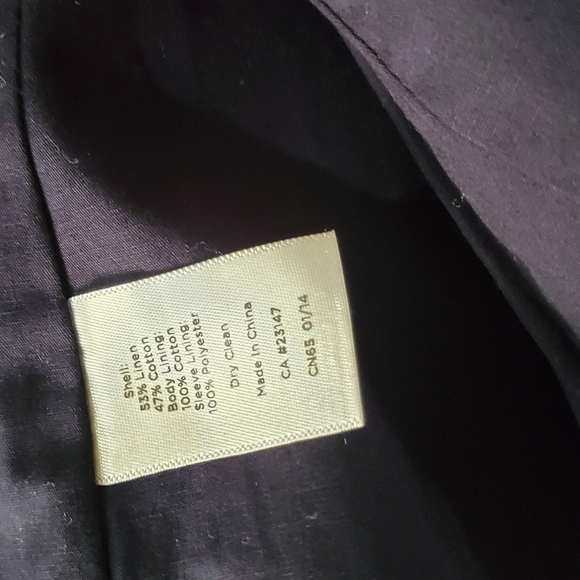 Shell:
53% Linen
47% Cotton
Body Lining:
100% Cotton
Sleeve Lining:
100% Polyester
Dry Clean
Made In China
CA #23147
CN65 01/14